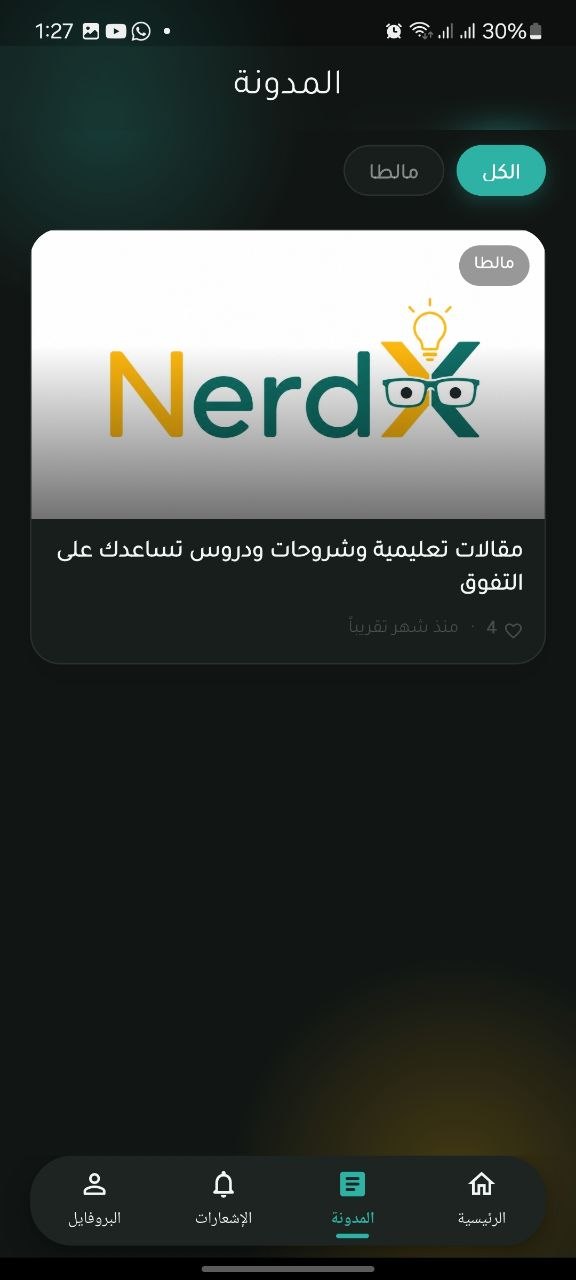 1:27
30%
المدونة
الكل
مالطا
مالطا
NerdX
مقالات تعليمية وشروحات ودروس تساعدك على
التفوق
4 · منذ شهر تقريباً
الرئيسية
المدونة
الإشعارات
البروفايل